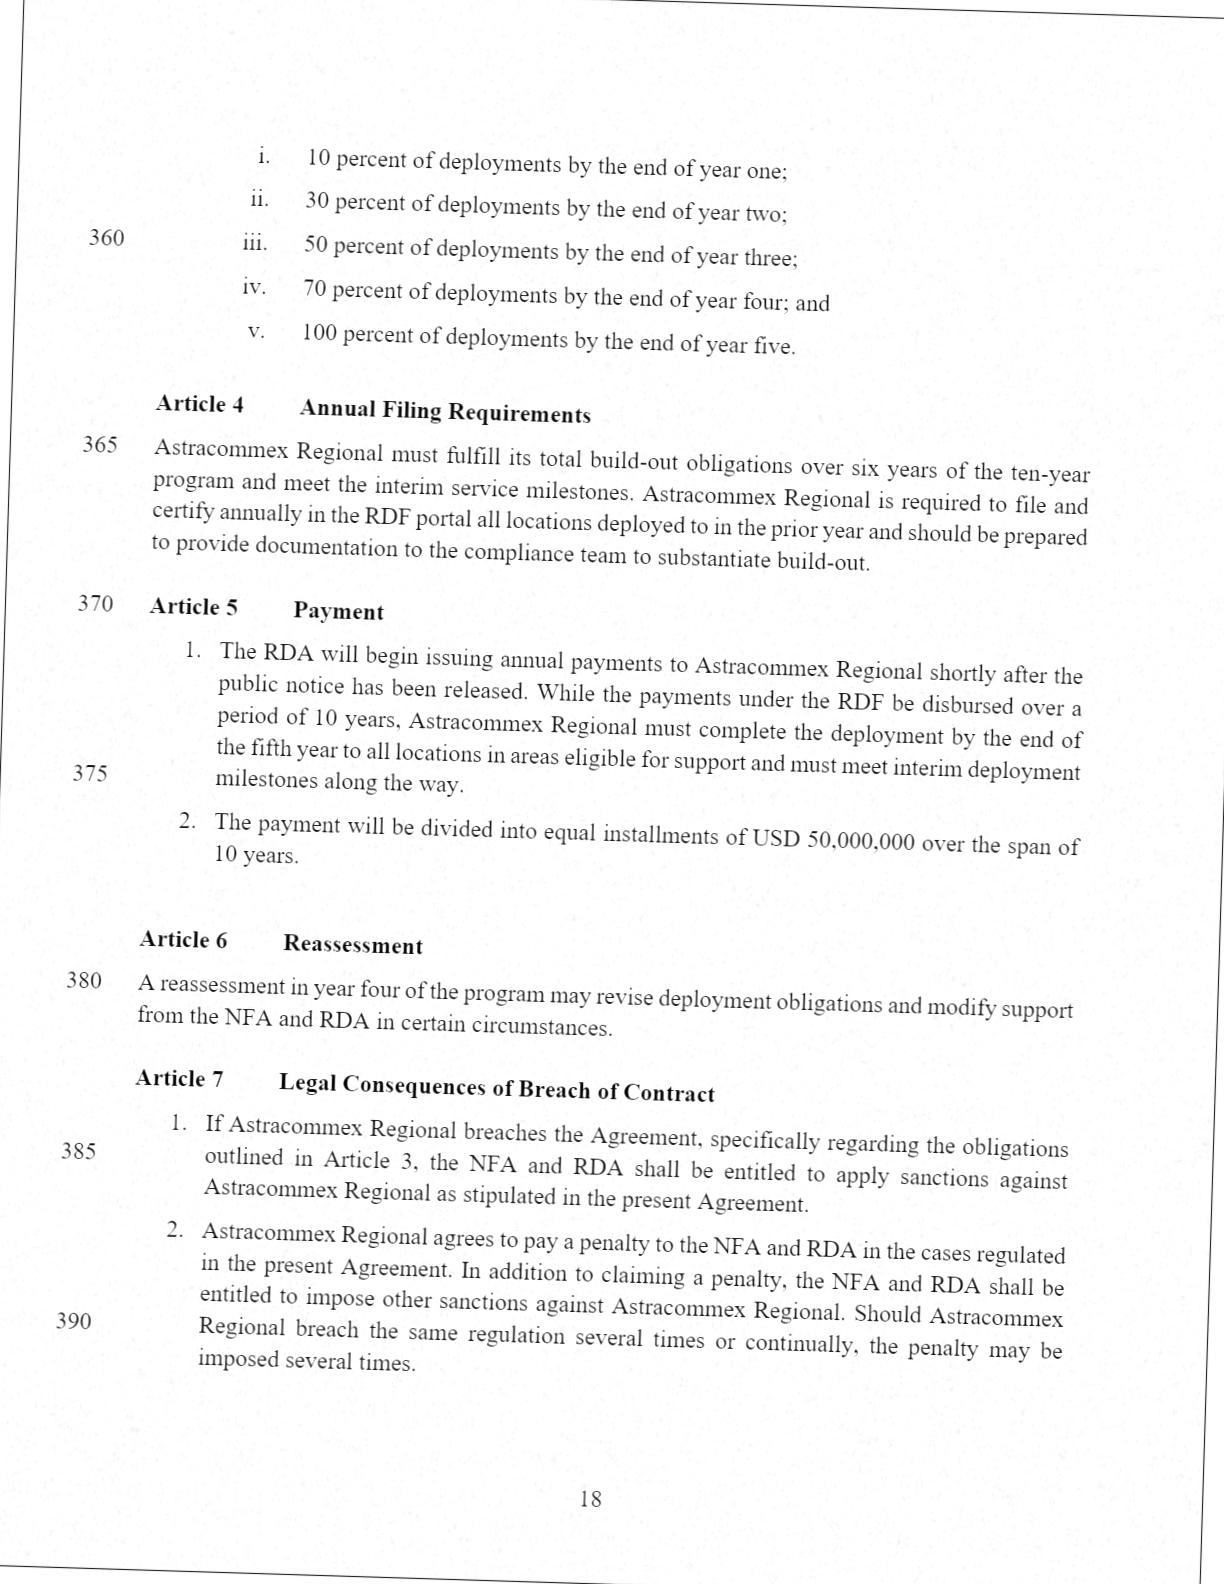 i. 10 percent of deployments by the end of year one;
ii. 30 percent of deployments by the end of year two;
360 iii. 50 percent of deployments by the end of year three;
iv. 70 percent of deployments by the end of year four; and
v. 100 percent of deployments by the end of year five.
Article 4 Annual Filing Requirements
365 Astracommex Regional must fulfill its total build-out obligations over six years of the ten-year
program and meet the interim service milestones. Astracommex Regional is required to file and
certify annually in the RDF portal all locations deployed to in the prior year and should be prepared
to provide documentation to the compliance team to substantiate build-out.
370 Article 5 Payment
1. The RDA will begin issuing annual payments to Astracommex Regional shortly after the
public notice has been released. While the payments under the RDF be disbursed over a
period of 10 years, Astracommex Regional must complete the deployment by the end of
the fifth year to all locations in areas eligible for support and must meet interim deployment
375 milestones along the way.
2. The payment will be divided into equal installments of USD 50,000,000 over the span of
10 years.
Article 6 Reassessment
380 A reassessment in year four of the program may revise deployment obligations and modify support
from the NFA and RDA in certain circumstances.
Article 7 Legal Consequences of Breach of Contract
1. If Astracommex Regional breaches the Agreement, specifically regarding the obligations
385 outlined in Article 3, the NFA and RDA shall be entitled to apply sanctions against
Astracommex Regional as stipulated in the present Agreement.
2. Astracommex Regional agrees to pay a penalty to the NFA and RDA in the cases regulated
in the present Agreement. In addition to claiming a penalty, the NFA and RDA shall be
entitled to impose other sanctions against Astracommex Regional. Should Astracommex
390 Regional breach the same regulation several times or continually, the penalty may be
imposed several times.
18